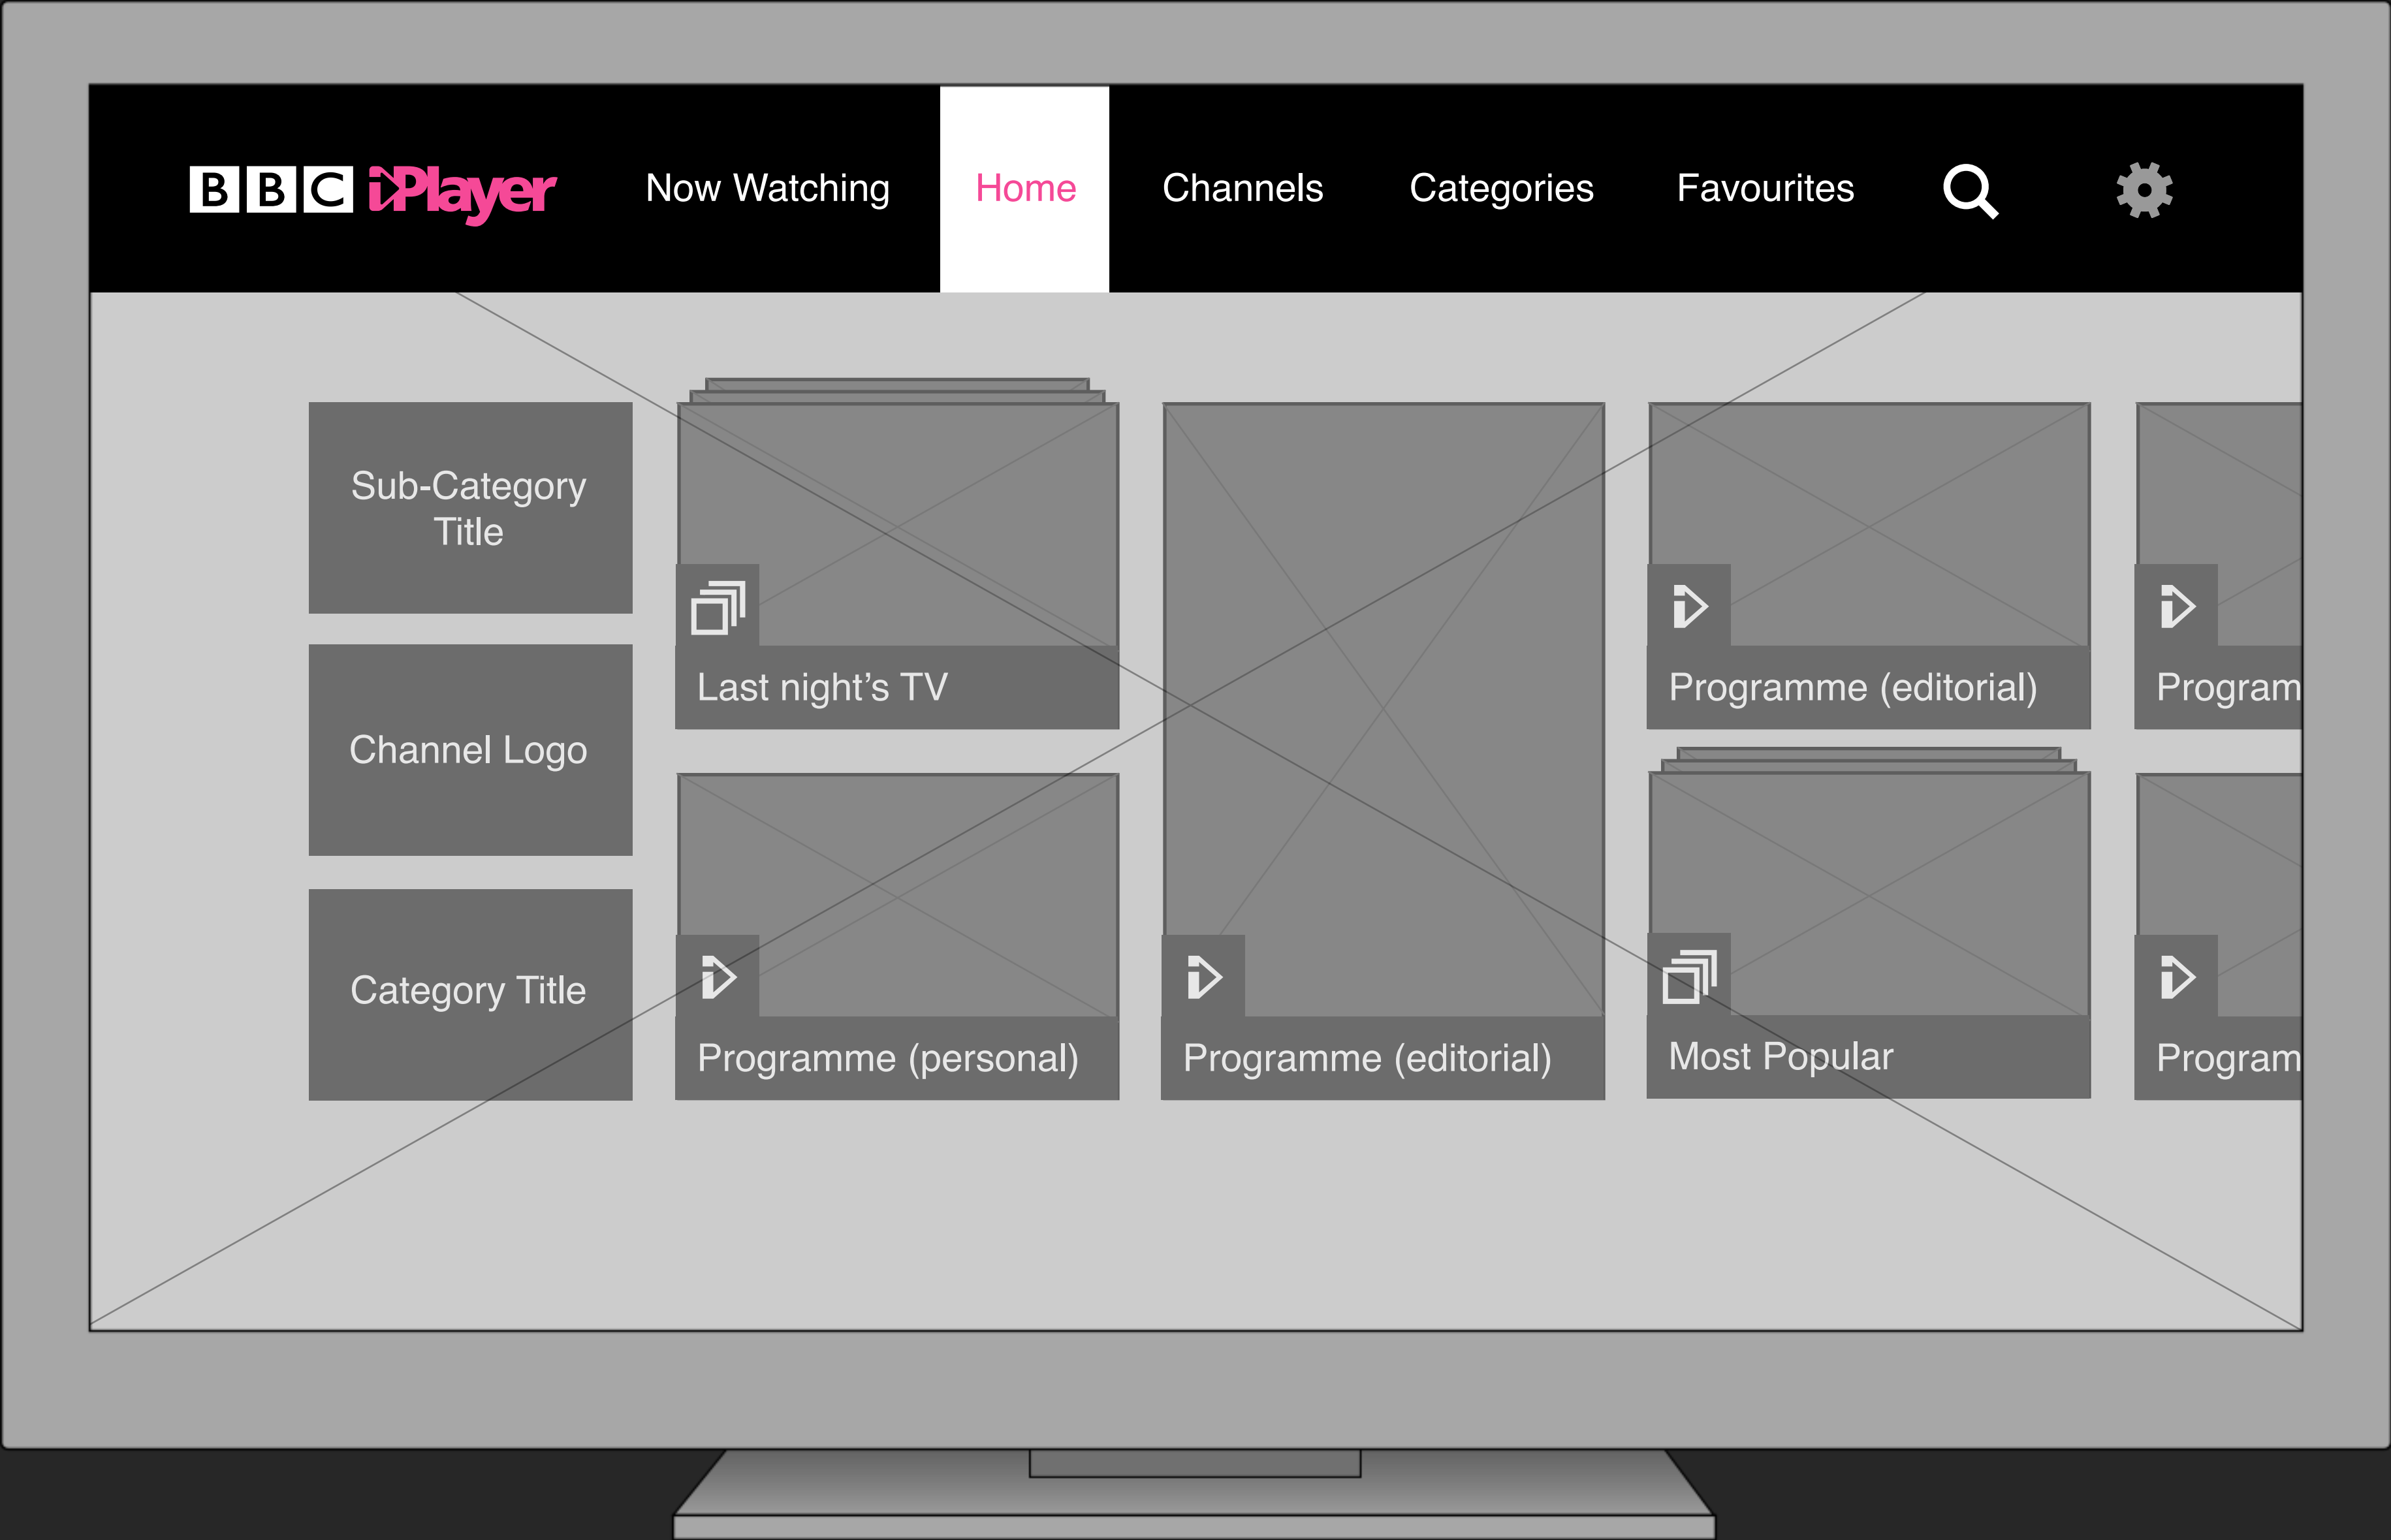 BBC iPlayer
Now Watching
Home
Channels
Categories
Favourites
Sub-Category
Title
Channel Logo
Category Title
Last night’s TV
Programme (personal)
Programme (editorial)
Programme (editorial)
Most Popular
Program
Program